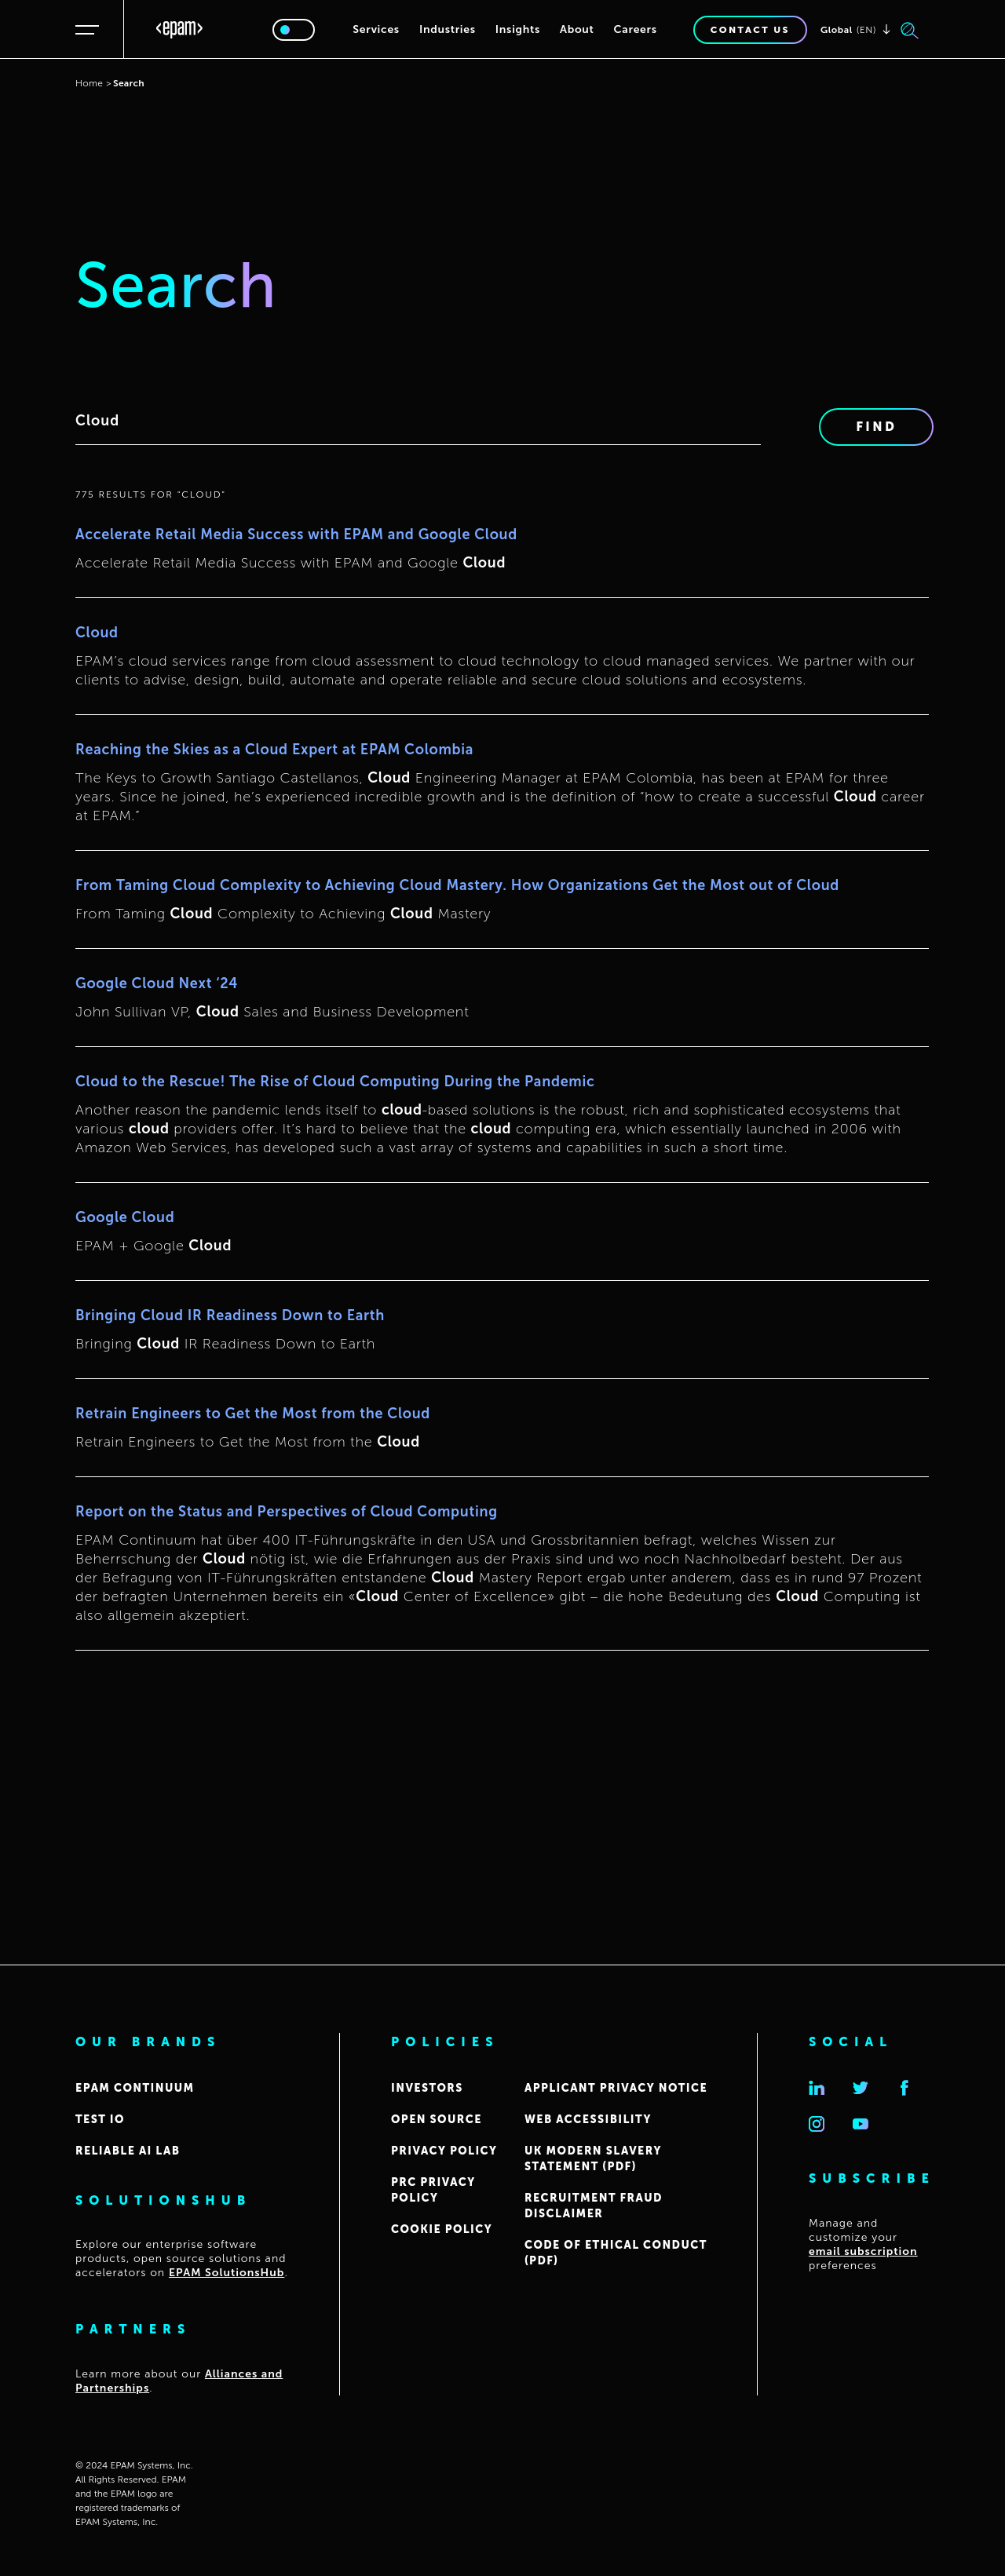 <epam>
Services
Industries
Insights
About
Careers
CONTACT US
Global (EN)
Home > Search
Search
Cloud
FIND
775 RESULTS FOR "CLOUD"
Accelerate Retail Media Success with EPAM and Google Cloud
Accelerate Retail Media Success with EPAM and Google Cloud
Cloud
EPAM's cloud services range from cloud assessment to cloud technology to cloud managed services. We partner with our
clients to advise, design, build, automate and operate reliable and secure cloud solutions and ecosystems.
Reaching the Skies as a Cloud Expert at EPAM Colombia
The Keys to Growth Santiago Castellanos, Cloud Engineering Manager at EPAM Colombia, has been at EPAM for three
years. Since he joined, he's experienced incredible growth and is the definition of "how to create a successful Cloud career
at EPAM."
From Taming Cloud Complexity to Achieving Cloud Mastery. How Organizations Get the Most out of Cloud
From Taming Cloud Complexity to Achieving Cloud Mastery
Google Cloud Next '24
John Sullivan VP, Cloud Sales and Business Development
Cloud to the Rescue! The Rise of Cloud Computing During the Pandemic
Another reason the pandemic lends itself to cloud-based solutions is the robust, rich and sophisticated ecosystems that
various cloud providers offer. It's hard to believe that the cloud computing era, which essentially launched in 2006 with
Amazon Web Services, has developed such a vast array of systems and capabilities in such a short time.
Google Cloud
EPAM + Google Cloud
Bringing Cloud IR Readiness Down to Earth
Bringing Cloud IR Readiness Down to Earth
Retrain Engineers to Get the Most from the Cloud
Retrain Engineers to Get the Most from the Cloud
Report on the Status and Perspectives of Cloud Computing
EPAM Continuum hat über 400 IT-Führungskräfte in den USA und Grossbritannien befragt, welches Wissen zur
Beherrschung der Cloud nötig ist, wie die Erfahrungen aus der Praxis sind und wo noch Nachholbedarf besteht. Der aus
der Befragung von IT-Führungskräften entstandene Cloud Mastery Report ergab unter anderem, dass es in rund 97 Prozent
der befragten Unternehmen bereits ein «Cloud Center of Excellence» gibt – die hohe Bedeutung des Cloud Computing ist
also allgemein akzeptiert.
OUR BRANDS
EPAM CONTINUUM
TEST IO
RELIABLE AI LAB
SOLUTIONSHUB
Explore our enterprise software
products, open source solutions and
accelerators on EPAM SolutionsHub.
PARTNERS
Learn more about our Alliances and
Partnerships.
POLICIES
INVESTORS
OPEN SOURCE
PRIVACY POLICY
PRC PRIVACY
POLICY
COOKIE POLICY
APPLICANT PRIVACY NOTICE
WEB ACCESSIBILITY
UK MODERN SLAVERY
STATEMENT (PDF)
RECRUITMENT FRAUD
DISCLAIMER
CODE OF ETHICAL CONDUCT
(PDF)
SOCIAL
SUBSCRIBE
Manage and
customize your
email subscription
preferences
© 2024 EPAM Systems, Inc.
All Rights Reserved. EPAM
and the EPAM logo are
registered trademarks of
EPAM Systems, Inc.